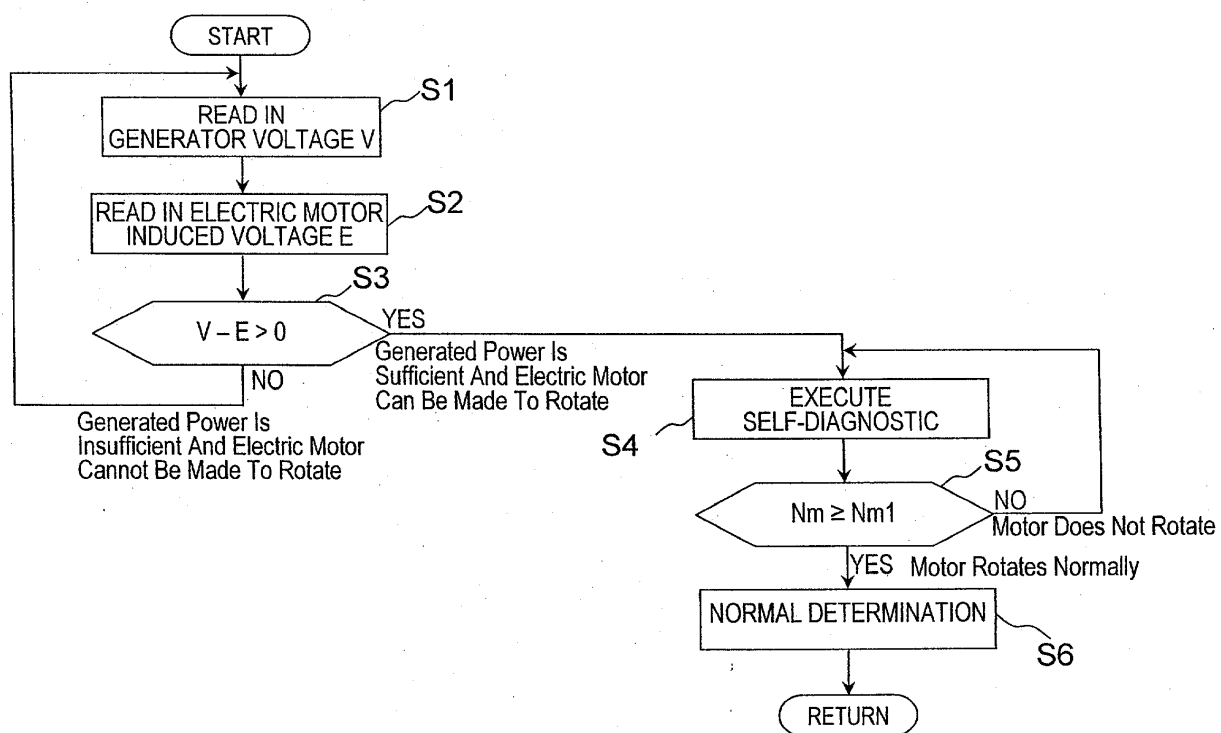 START
S1
READ IN
GENERATOR VOLTAGE V
S2
READ IN ELECTRIC MOTOR
INDUCED VOLTAGE E
S3
V – E > 0
YES
Generated Power Is
Sufficient And Electric Motor
Can Be Made To Rotate
NO
Generated Power Is
Insufficient And Electric Motor
Cannot Be Made To Rotate
EXECUTE
SELF-DIAGNOSTIC
S4
S5
Nm ≥ Nm1
NO
Motor Does Not Rotate
YES Motor Rotates Normally
NORMAL DETERMINATION
S6
RETURN